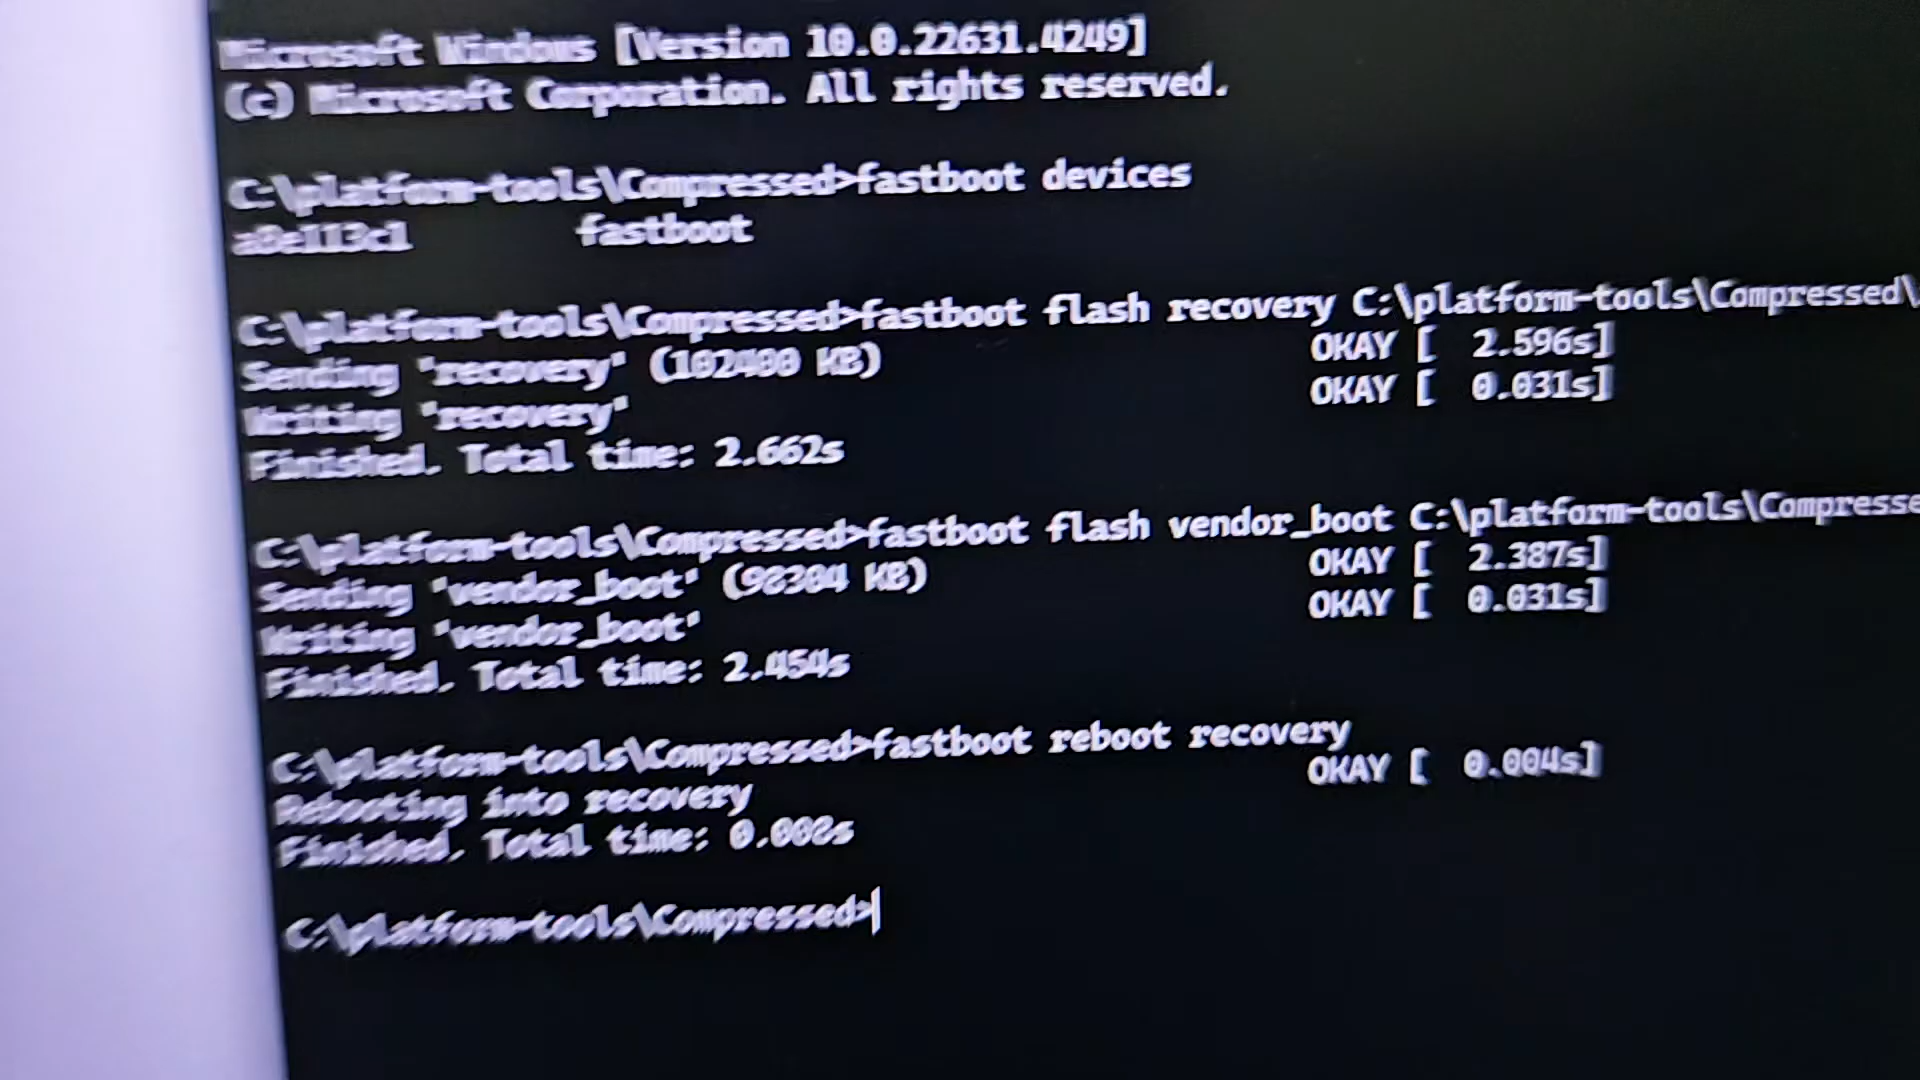 Microsoft Windows [Version 10.0.22631.4249]
(c) Microsoft Corporation. All rights reserved.
C:\platform-tools\Compressed>fastboot devices
a0e113c1 fastboot
C:\platform-tools\Compressed>fastboot flash recovery C:\platform-tools\Compressed\
Sending 'recovery' (102400 KB) OKAY [ 2.596s]
Writing 'recovery' OKAY [ 0.031s]
Finished. Total time: 2.662s
C:\platform-tools\Compressed>fastboot flash vendor_boot C:\platform-tools\Compresse
Sending 'vendor_boot' (98304 KB) OKAY [ 2.387s]
Writing 'vendor_boot' OKAY [ 0.031s]
Finished. Total time: 2.454s
C:\platform-tools\Compressed>fastboot reboot recovery
Rebooting into recovery OKAY [ 0.004s]
Finished. Total time: 0.008s
C:\platform-tools\Compressed>